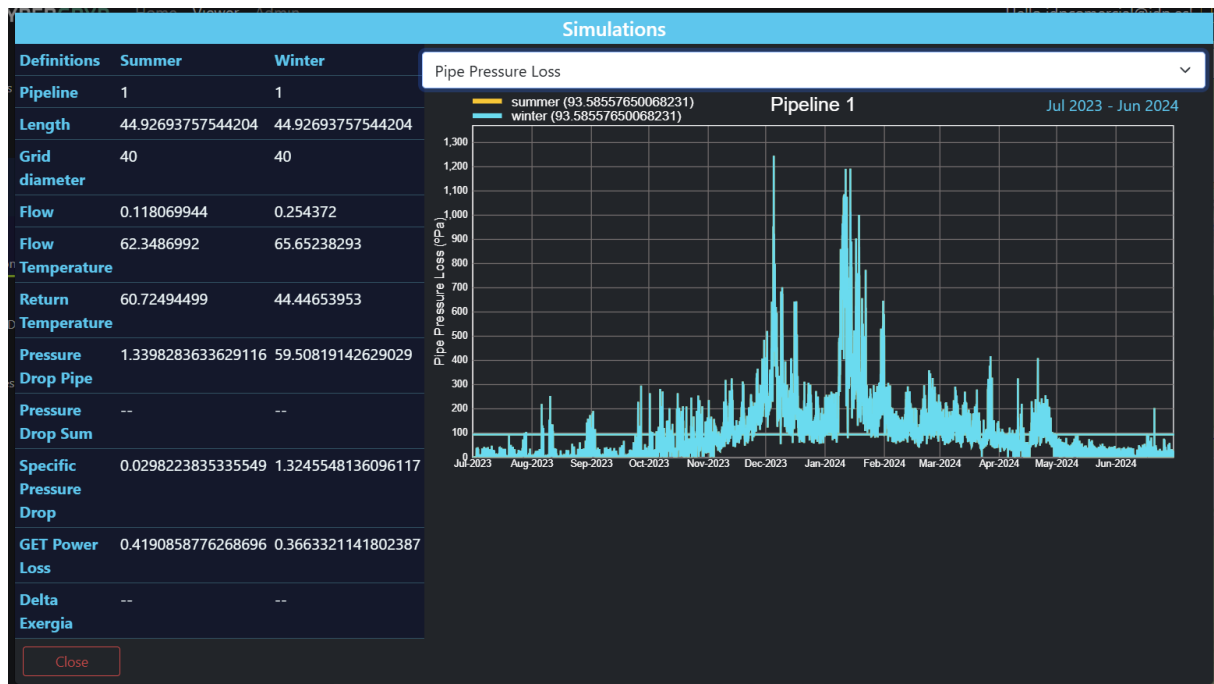 Home Viewer Admin
Simulations
Definitions Summer Winter
Pipeline 1 1
Length 44.92693757544204 44.92693757544204
Grid
diameter
40 40
Flow 0.118069944 0.254372
Flow
Temperature
62.3486992 65.65238293
Return
Temperature
60.72494499 44.44653953
Pressure
Drop Pipe
1.3398283633629116 59.50819142629029
Pressure
Drop Sum
-- --
Specific
Pressure
Drop
0.0298223835335549 1.3245548136096117
GET Power
Loss
0.4190858776268696 0.3663321141802387
Delta
Exergia
-- --
Close
Pipe Pressure Loss
summer (93.58557650068231)
winter (93.58557650068231)
Pipeline 1
Jul 2023 - Jun 2024
Pipe Pressure Loss (ºPa)
1,300
1,200
1,100
1,000
900
800
700
600
500
400
300
200
100
0
Jul-2023 Aug-2023 Sep-2023 Oct-2023 Nov-2023 Dec-2023 Jan-2024 Feb-2024 Mar-2024 Apr-2024 May-2024 Jun-2024